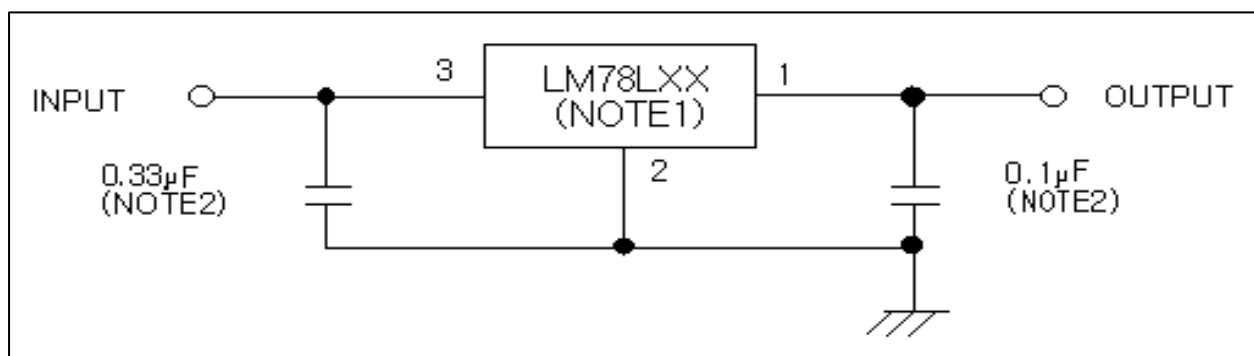 INPUT
3
LM78LXX
(NOTE1)
1
OUTPUT
2
0.33µF
(NOTE2)
0.1µF
(NOTE2)